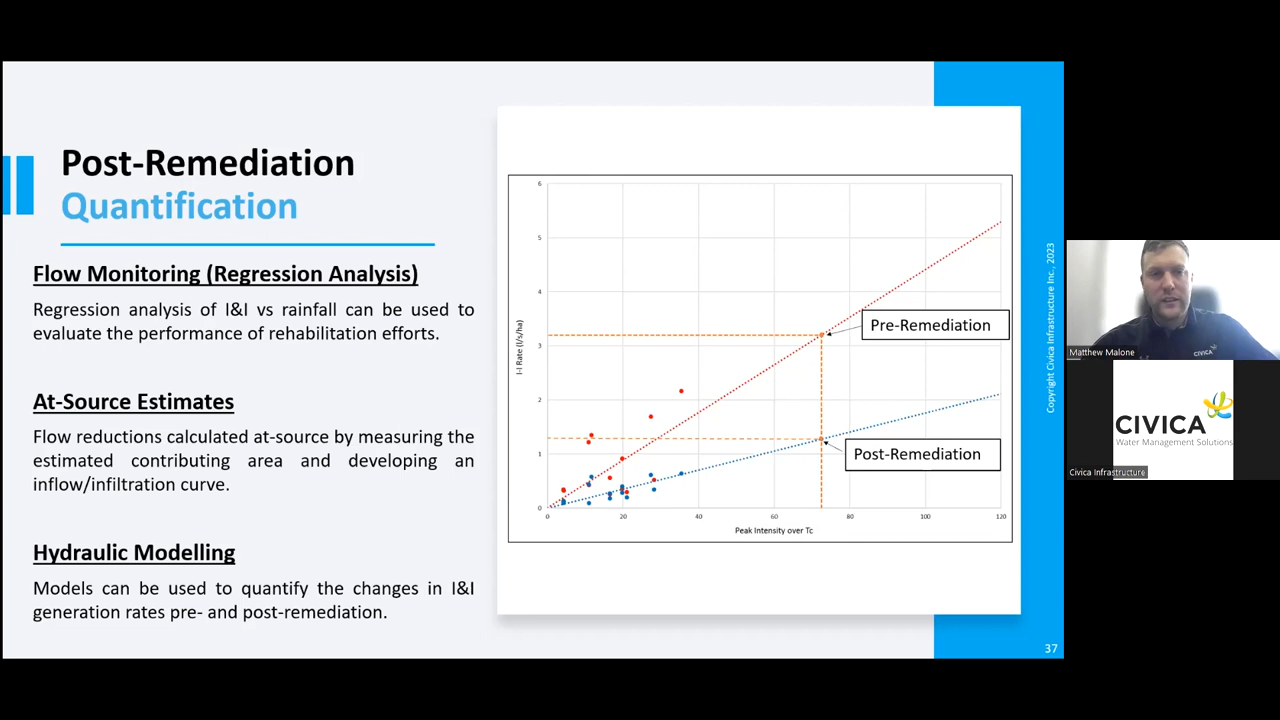 Post-Remediation
Quantification
Flow Monitoring (Regression Analysis)
Regression analysis of I&I vs rainfall can be used to
evaluate the performance of rehabilitation efforts.
At-Source Estimates
Flow reductions calculated at-source by measuring the
estimated contributing area and developing an
inflow/infiltration curve.
Hydraulic Modelling
Models can be used to quantify the changes in I&I
generation rates pre- and post-remediation.
6
5
4
3
2
1
0
I-I Rate (l/s/ha)
0 20 40 60 80 100 120
Peak Intensity over Tc
Pre-Remediation
Post-Remediation
Copyright Civica Infrastructure Inc., 2023
37
CIVICA
Matthew Malone
CIVICA
Water Management Solutions
Civica Infrastructure